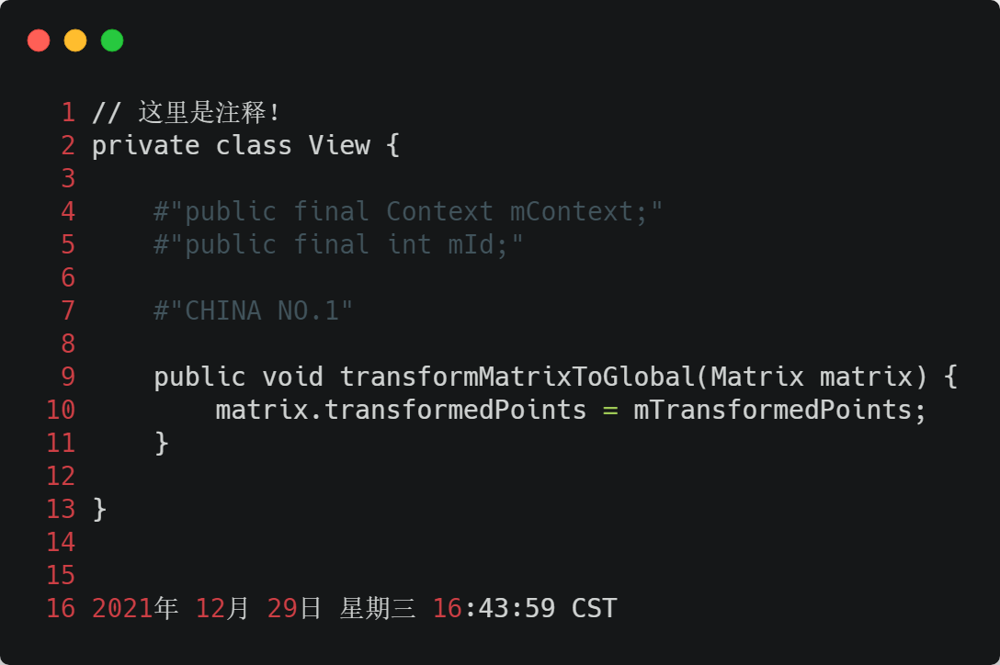 1 // 这里是注释!
2 private class View {
3
4     #"public final Context mContext;"
5     #"public final int mId;"
6
7     #"CHINA NO.1"
8
9     public void transformMatrixToGlobal(Matrix matrix) {
10         matrix.transformedPoints = mTransformedPoints;
11     }
12
13 }
14
15
16 2021年 12月 29日 星期三 16:43:59 CST